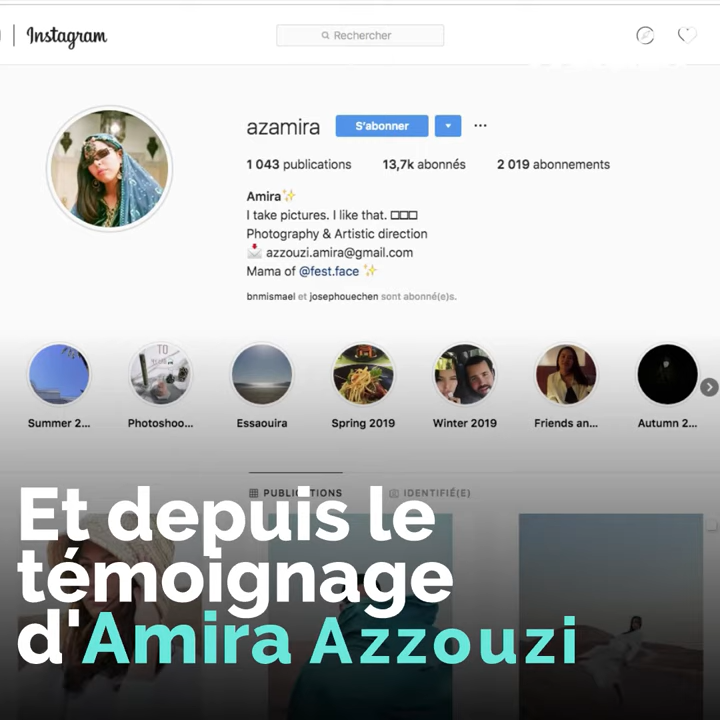 Instagram
Rechercher
azamira S'abonner
1 043 publications 13,7k abonnés 2 019 abonnements
Amira✨
I take pictures. I like that. □□□
Photography & Artistic direction
📩 azzouzi.amira@gmail.com
Mama of @fest.face ✨
bnmismael et josephouechen sont abonné(e)s.
Summer 2... Photoshoo... Essaouira Spring 2019 Winter 2019 Friends an... Autumn 2...
PUBLICATIONS IDENTIFIÉ(E)
Et depuis le
témoignage
d'Amira Azzouzi